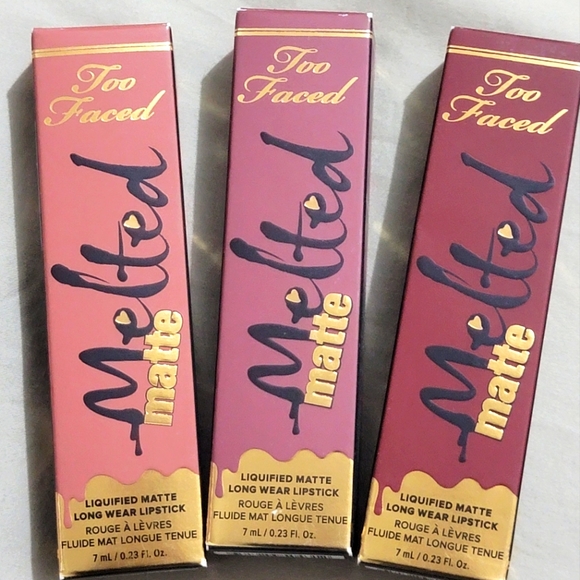 Too
Faced
Melted
matte
LIQUIFIED MATTE
LONG WEAR LIPSTICK
ROUGE À LÈVRES
FLUIDE MAT LONGUE TENUE
7 mL / 0.23 Fl. Oz.
Too
Faced
Melted
matte
LIQUIFIED MATTE
LONG WEAR LIPSTICK
ROUGE À LÈVRES
FLUIDE MAT LONGUE TENUE
7 mL / 0.23 Fl. Oz.
Too
Faced
Melted
matte
LIQUIFIED MATTE
LONG WEAR LIPSTICK
ROUGE À LÈVRES
FLUIDE MAT LONGUE TENUE
7 mL / 0.23 Fl. Oz.